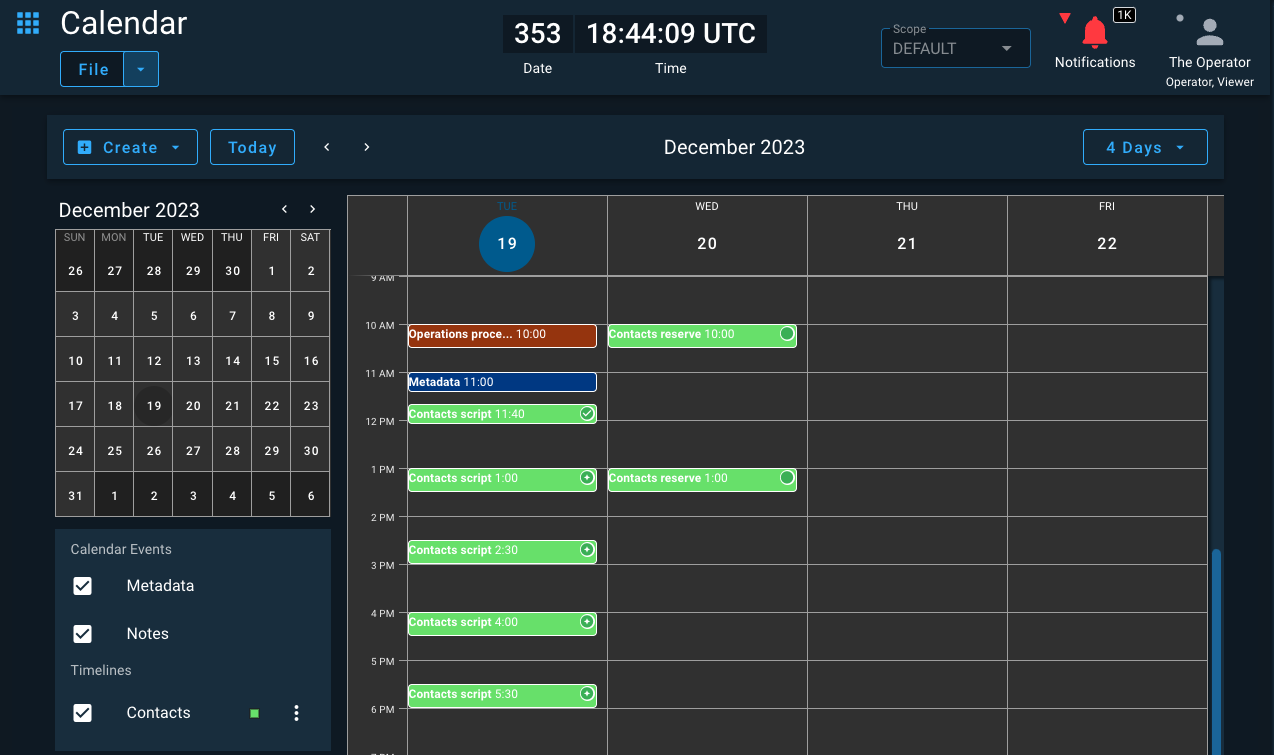 Calendar
File
353 18:44:09 UTC
Date Time
Scope
DEFAULT
1K
Notifications
The Operator
Operator, Viewer
Create
Today
December 2023
4 Days
December 2023
SUN MON TUE WED THU FRI SAT
26 27 28 29 30 1 2
3 4 5 6 7 8 9
10 11 12 13 14 15 16
17 18 19 20 21 22 23
24 25 26 27 28 29 30
31 1 2 3 4 5 6
Calendar Events
Metadata
Notes
Timelines
Contacts
TUE WED THU FRI
19 20 21 22
9 AM
10 AM
Operations proce... 10:00
Contacts reserve 10:00
11 AM
Metadata 11:00
Contacts script 11:40
12 PM
1 PM
Contacts script 1:00
Contacts reserve 1:00
2 PM
Contacts script 2:30
3 PM
4 PM
Contacts script 4:00
5 PM
Contacts script 5:30
6 PM